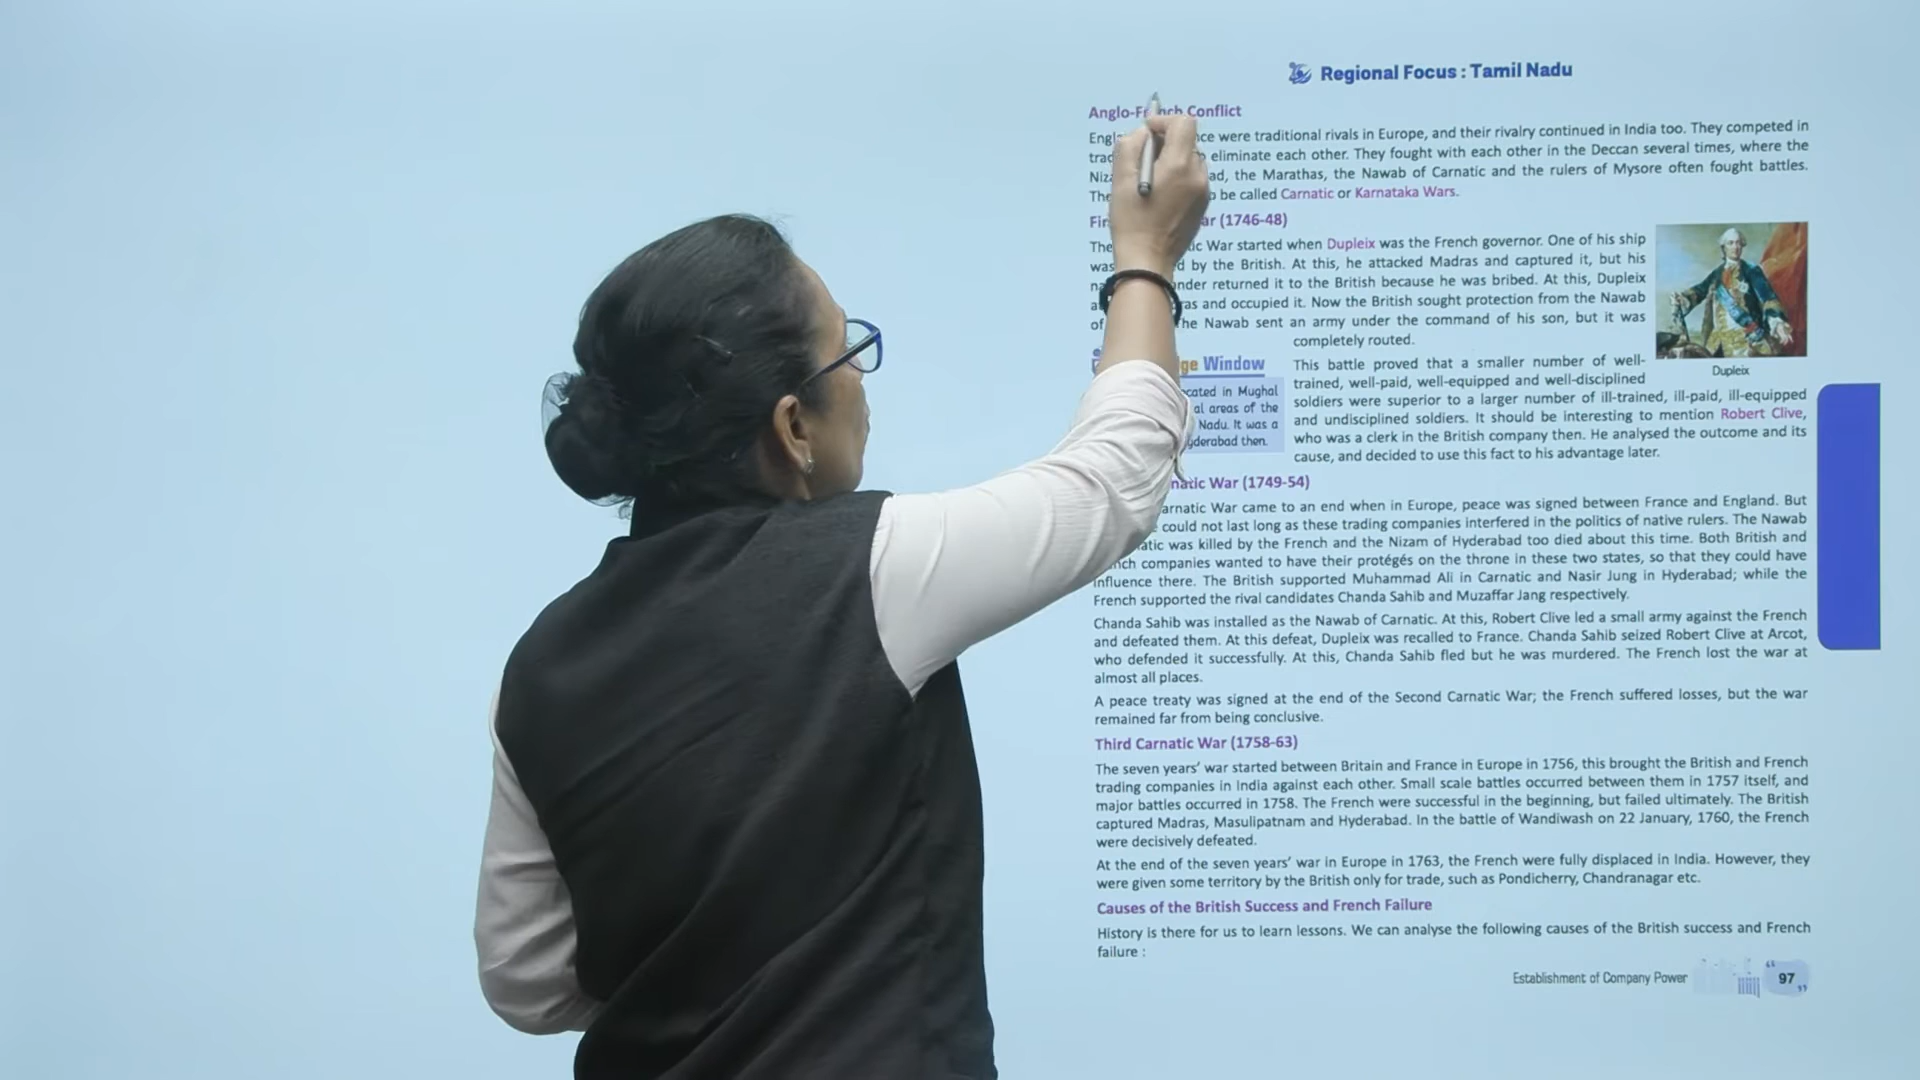 Regional Focus : Tamil Nadu
Anglo-French Conflict
were traditional rivals in Europe, and their rivalry continued in India too. They competed in
eliminate each other. They fought with each other in the Deccan several times, where the
the Marathas, the Nawab of Carnatic and the rulers of Mysore often fought battles.
be called Carnatic or Karnataka Wars.
(1746-48)
The War started when Dupleix was the French governor. One of his ship
was by the British. At this, he attacked Madras and captured it, but his
returned it to the British because he was bribed. At this, Dupleix
and occupied it. Now the British sought protection from the Nawab
of The Nawab sent an army under the command of his son, but it was
completely routed.
Dupleix
Window
in Mughal
areas of the
Nadu. It was a
then.
This battle proved that a smaller number of well-
trained, well-paid, well-equipped and well-disciplined
soldiers were superior to a larger number of ill-trained, ill-paid, ill-equipped
and undisciplined soldiers. It should be interesting to mention Robert Clive,
who was a clerk in the British company then. He analysed the outcome and its
cause, and decided to use this fact to his advantage later.
War (1749-54)
War came to an end when in Europe, peace was signed between France and England. But
could not last long as these trading companies interfered in the politics of native rulers. The Nawab
was killed by the French and the Nizam of Hyderabad too died about this time. Both British and
companies wanted to have their protégés on the throne in these two states, so that they could have
influence there. The British supported Muhammad Ali in Carnatic and Nasir Jung in Hyderabad; while the
French supported the rival candidates Chanda Sahib and Muzaffar Jang respectively.
Chanda Sahib was installed as the Nawab of Carnatic. At this, Robert Clive led a small army against the French
and defeated them. At this defeat, Dupleix was recalled to France. Chanda Sahib seized Robert Clive at Arcot,
who defended it successfully. At this, Chanda Sahib fled but he was murdered. The French lost the war at
almost all places.
A peace treaty was signed at the end of the Second Carnatic War; the French suffered losses, but the war
remained far from being conclusive.
Third Carnatic War (1758-63)
The seven years' war started between Britain and France in Europe in 1756, this brought the British and French
trading companies in India against each other. Small scale battles occurred between them in 1757 itself, and
major battles occurred in 1758. The French were successful in the beginning, but failed ultimately. The British
captured Madras, Masulipatnam and Hyderabad. In the battle of Wandiwash on 22 January, 1760, the French
were decisively defeated.
At the end of the seven years' war in Europe in 1763, the French were fully displaced in India. However, they
were given some territory by the British only for trade, such as Pondicherry, Chandranagar etc.
Causes of the British Success and French Failure
History is there for us to learn lessons. We can analyse the following causes of the British success and French
failure :
Establishment of Company Power
97